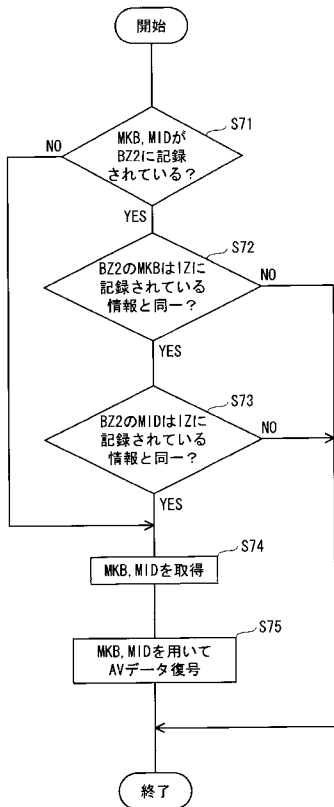 開始
S71
MKB,MIDが
BZ2に記録
されている？
NO
YES
S72
BZ2のMKBはIZに
記録されている
情報と同一？
NO
YES
S73
BZ2のMIDはIZに
記録されている
情報と同一？
NO
YES
S74
MKB,MIDを取得
S75
MKB,MIDを用いて
AVデータ復号
終了